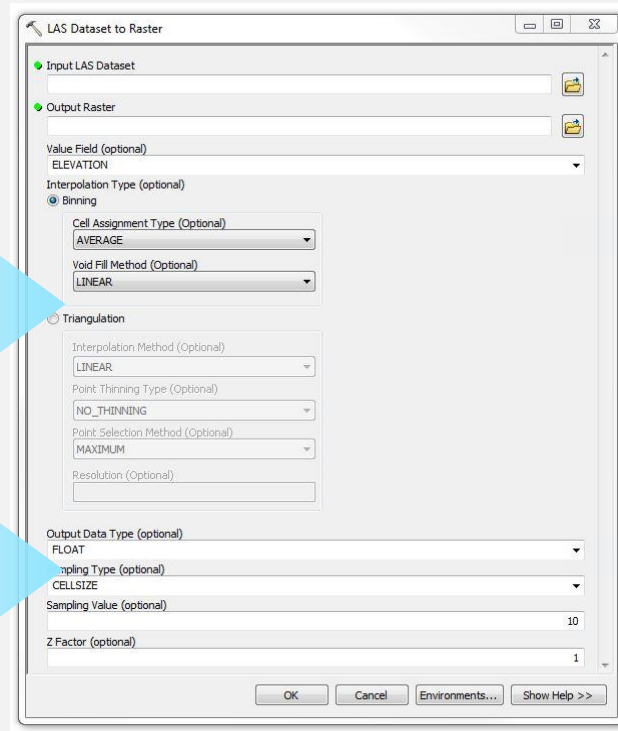 LAS Dataset to Raster
Input LAS Dataset
Output Raster
Value Field (optional)
ELEVATION
Interpolation Type (optional)
Binning
Cell Assignment Type (Optional)
AVERAGE
Void Fill Method (Optional)
LINEAR
Triangulation
Interpolation Method (Optional)
LINEAR
Point Thinning Type (Optional)
NO_THINNING
Point Selection Method (Optional)
MAXIMUM
Resolution (Optional)
Output Data Type (optional)
FLOAT
mpling Type (optional)
CELLSIZE
Sampling Value (optional)
10
Z Factor (optional)
1
OK Cancel Environments... Show Help >>